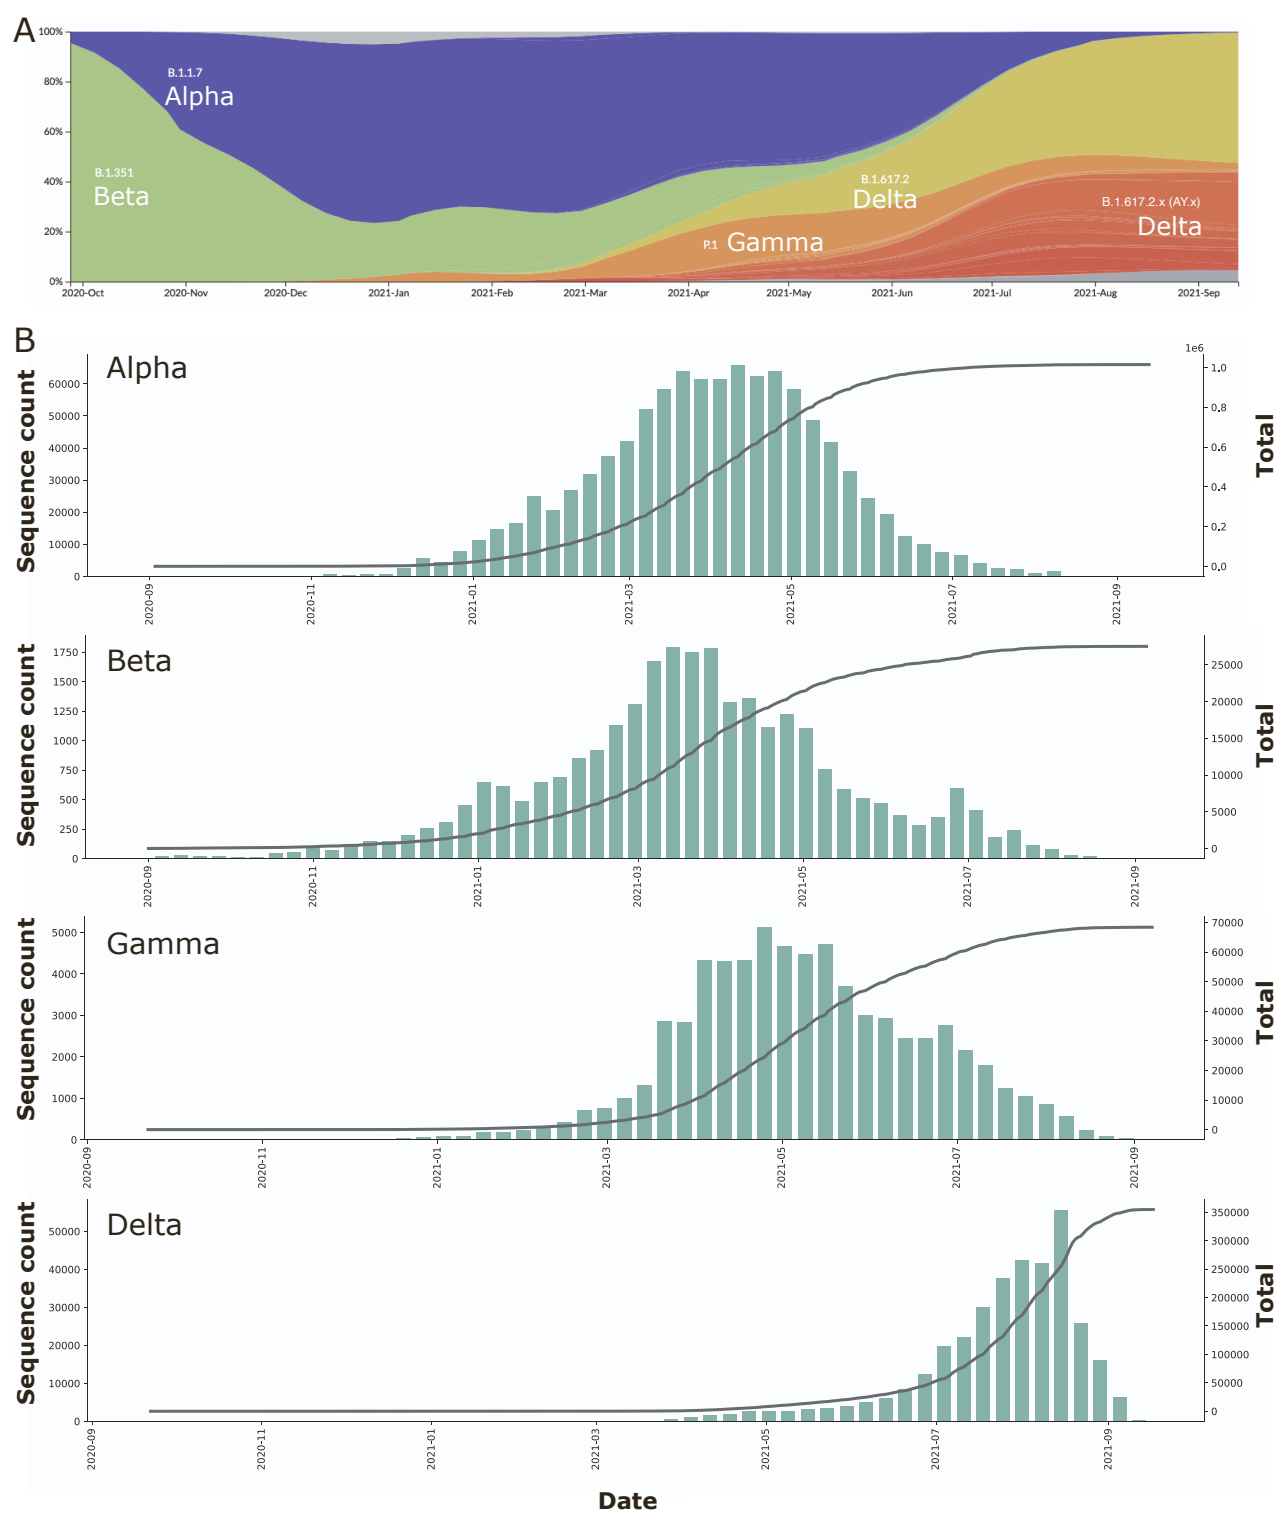 A
100%
80%
60%
40%
20%
0%
B.1.1.7
Alpha
B.1.351
Beta
B.1.617.2
Delta
P.1 Gamma
B.1.617.2.x (AY.x)
Delta
2020-Oct 2020-Nov 2020-Dec 2021-Jan 2021-Feb 2021-Mar 2021-Apr 2021-May 2021-Jun 2021-Jul 2021-Aug 2021-Sep
B
Alpha
Sequence count
60000
50000
40000
30000
20000
10000
0
1e6
1.0
0.8
0.6
0.4
0.2
0.0
Total
2020-09 2020-11 2021-01 2021-03 2021-05 2021-07 2021-09
Beta
Sequence count
1750
1500
1250
1000
750
500
250
0
25000
20000
15000
10000
5000
0
Total
2020-09 2020-11 2021-01 2021-03 2021-05 2021-07 2021-09
Gamma
Sequence count
5000
4000
3000
2000
1000
0
70000
60000
50000
40000
30000
20000
10000
0
Total
2020-09 2020-11 2021-01 2021-03 2021-05 2021-07 2021-09
Delta
Sequence count
50000
40000
30000
20000
10000
0
350000
300000
250000
200000
150000
100000
50000
0
Total
2020-09 2020-11 2021-01 2021-03 2021-05 2021-07 2021-09
Date